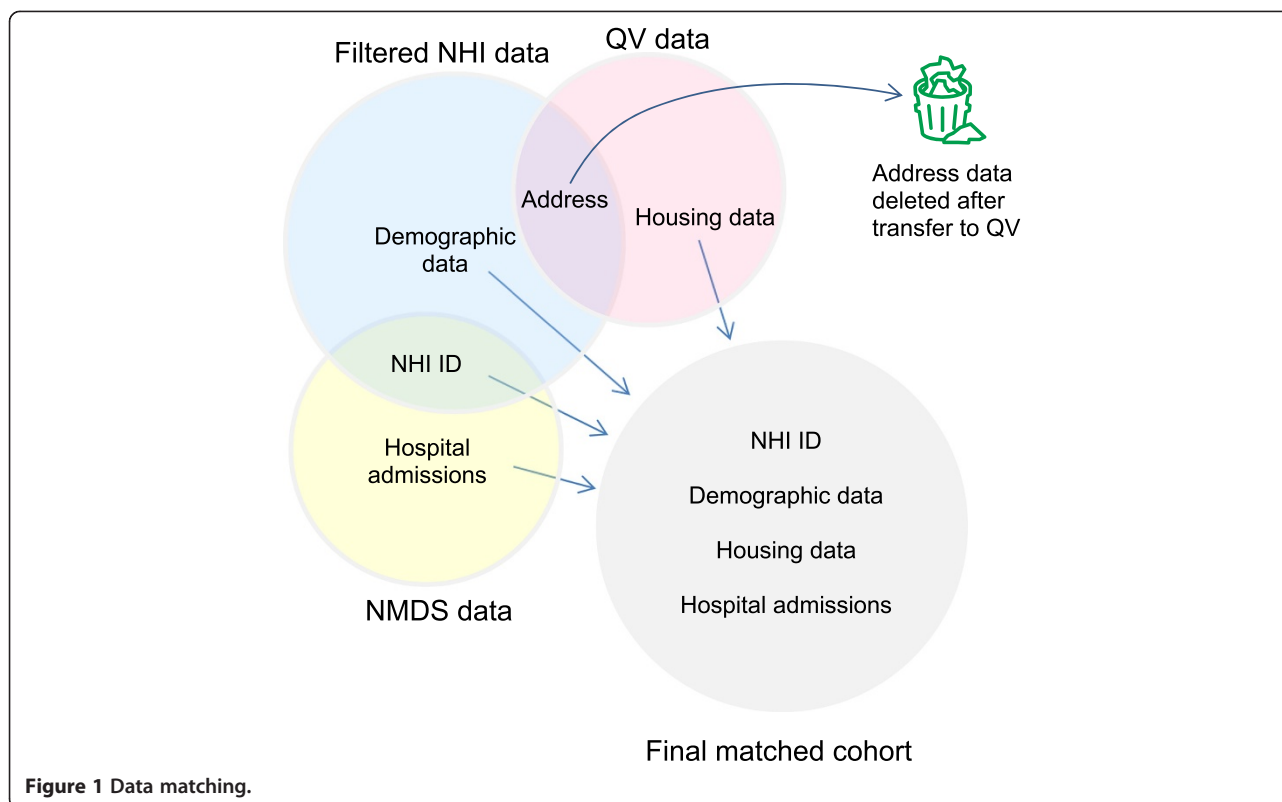 Filtered NHI data
QV data
Address
Housing data
Demographic
data
Address data
deleted after
transfer to QV
NHI ID
Hospital
admissions
NMDS data
NHI ID
Demographic data
Housing data
Hospital admissions
Final matched cohort
Figure 1 Data matching.